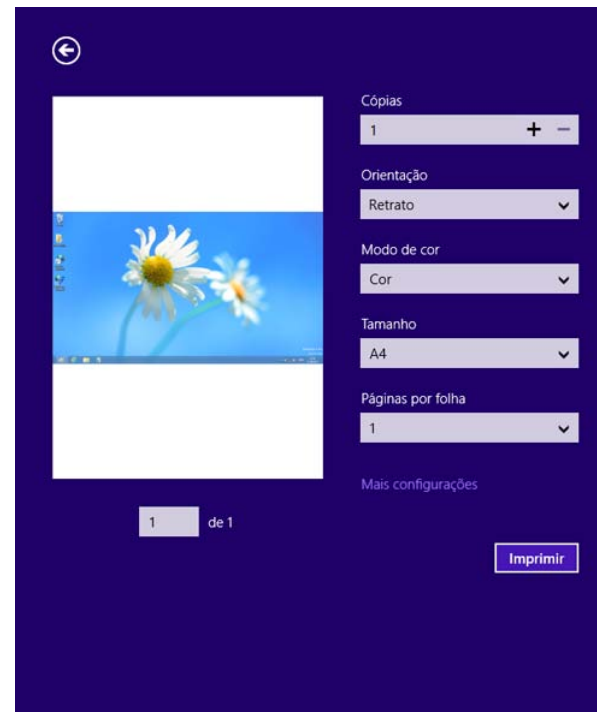 Cópias
1
Orientação
Retrato
Modo de cor
Cor
Tamanho
A4
Páginas por folha
1
Mais configurações
1 de 1
Imprimir